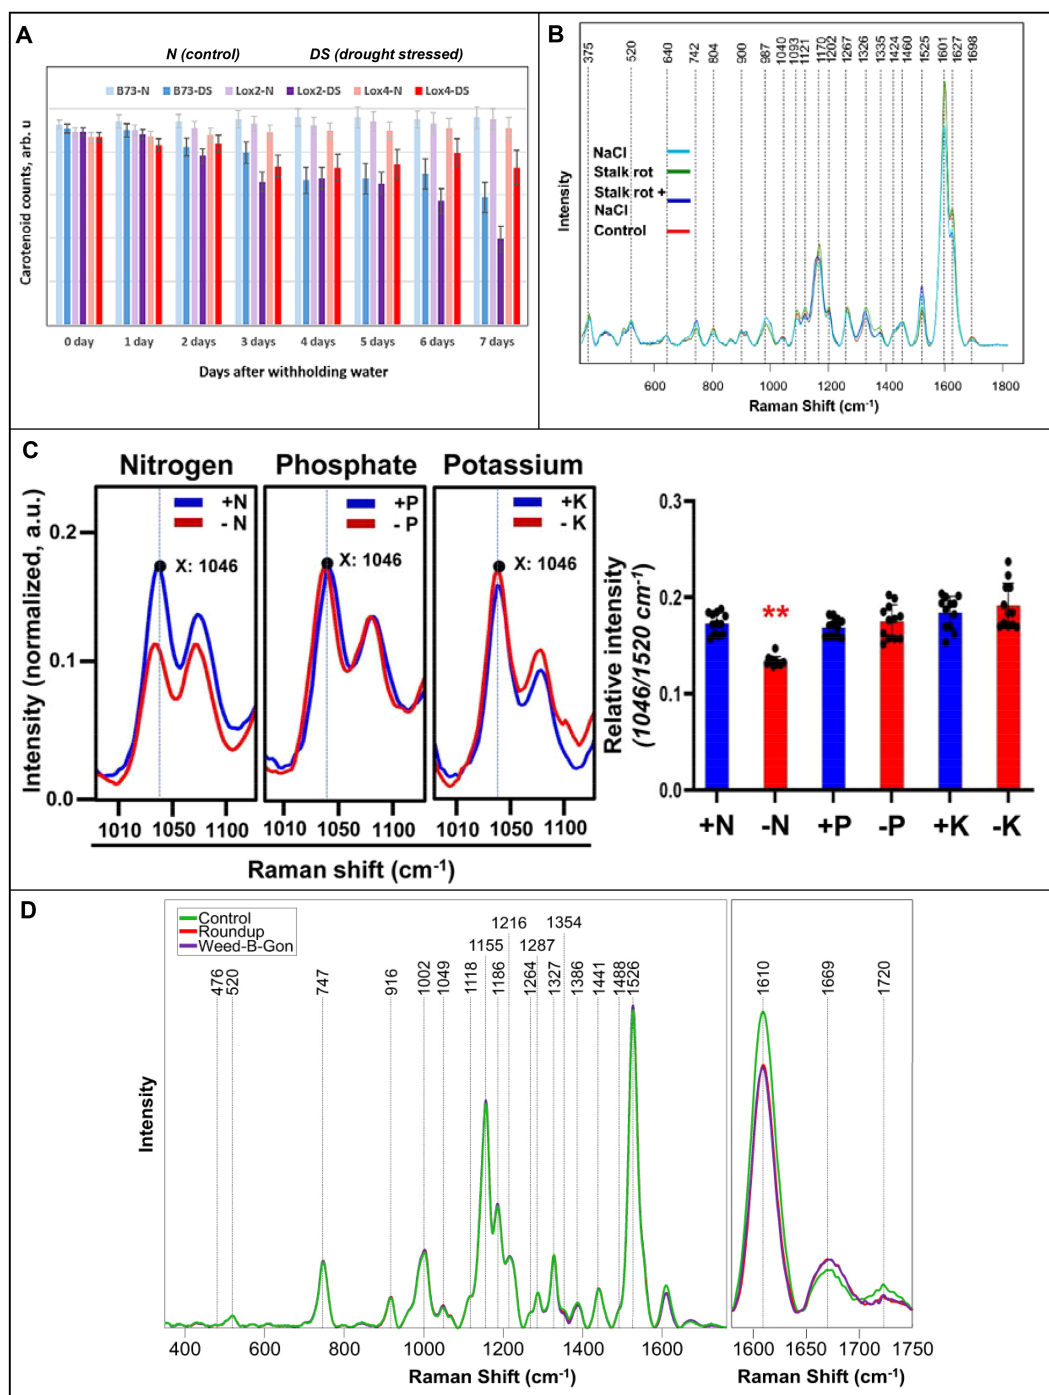 A
N (control)
DS (drought stressed)
B73-N
B73-DS
Lox2-N
Lox2-DS
Lox4-N
Lox4-DS
Carotenoid counts, arb. u
0 day
1 day
2 days
3 days
4 days
5 days
6 days
7 days
Days after withholding water
B
375
520
640
742
804
900
987
1040
1093
1121
1170
1202
1267
1326
1335
1424
1460
1525
1601
1627
1698
NaCl
Stalk rot
Stalk rot +
NaCl
Control
Intensity
600
800
1000
1200
1400
1600
1800
Raman Shift (cm-1)
C
Nitrogen
Phosphate
Potassium
+N
- N
X: 1046
+P
- P
X: 1046
+K
- K
X: 1046
Intensity (normalized, a.u.)
0.2
0.1
0.0
1010
1050
1100
1010
1050
1100
1010
1050
1100
Raman shift (cm-1)
Relative intensity
(1046/1520 cm-1)
0.3
0.2
0.1
0.0
**
+N
-N
+P
-P
+K
-K
D
Control
Roundup
Weed-B-Gon
476
520
747
916
1002
1049
1118
1155
1186
1216
1264
1287
1327
1354
1386
1441
1488
1526
Intensity
400
600
800
1000
1200
1400
1600
Raman Shift (cm-1)
1610
1669
1720
1600
1650
1700
1750
Raman Shift (cm-1)